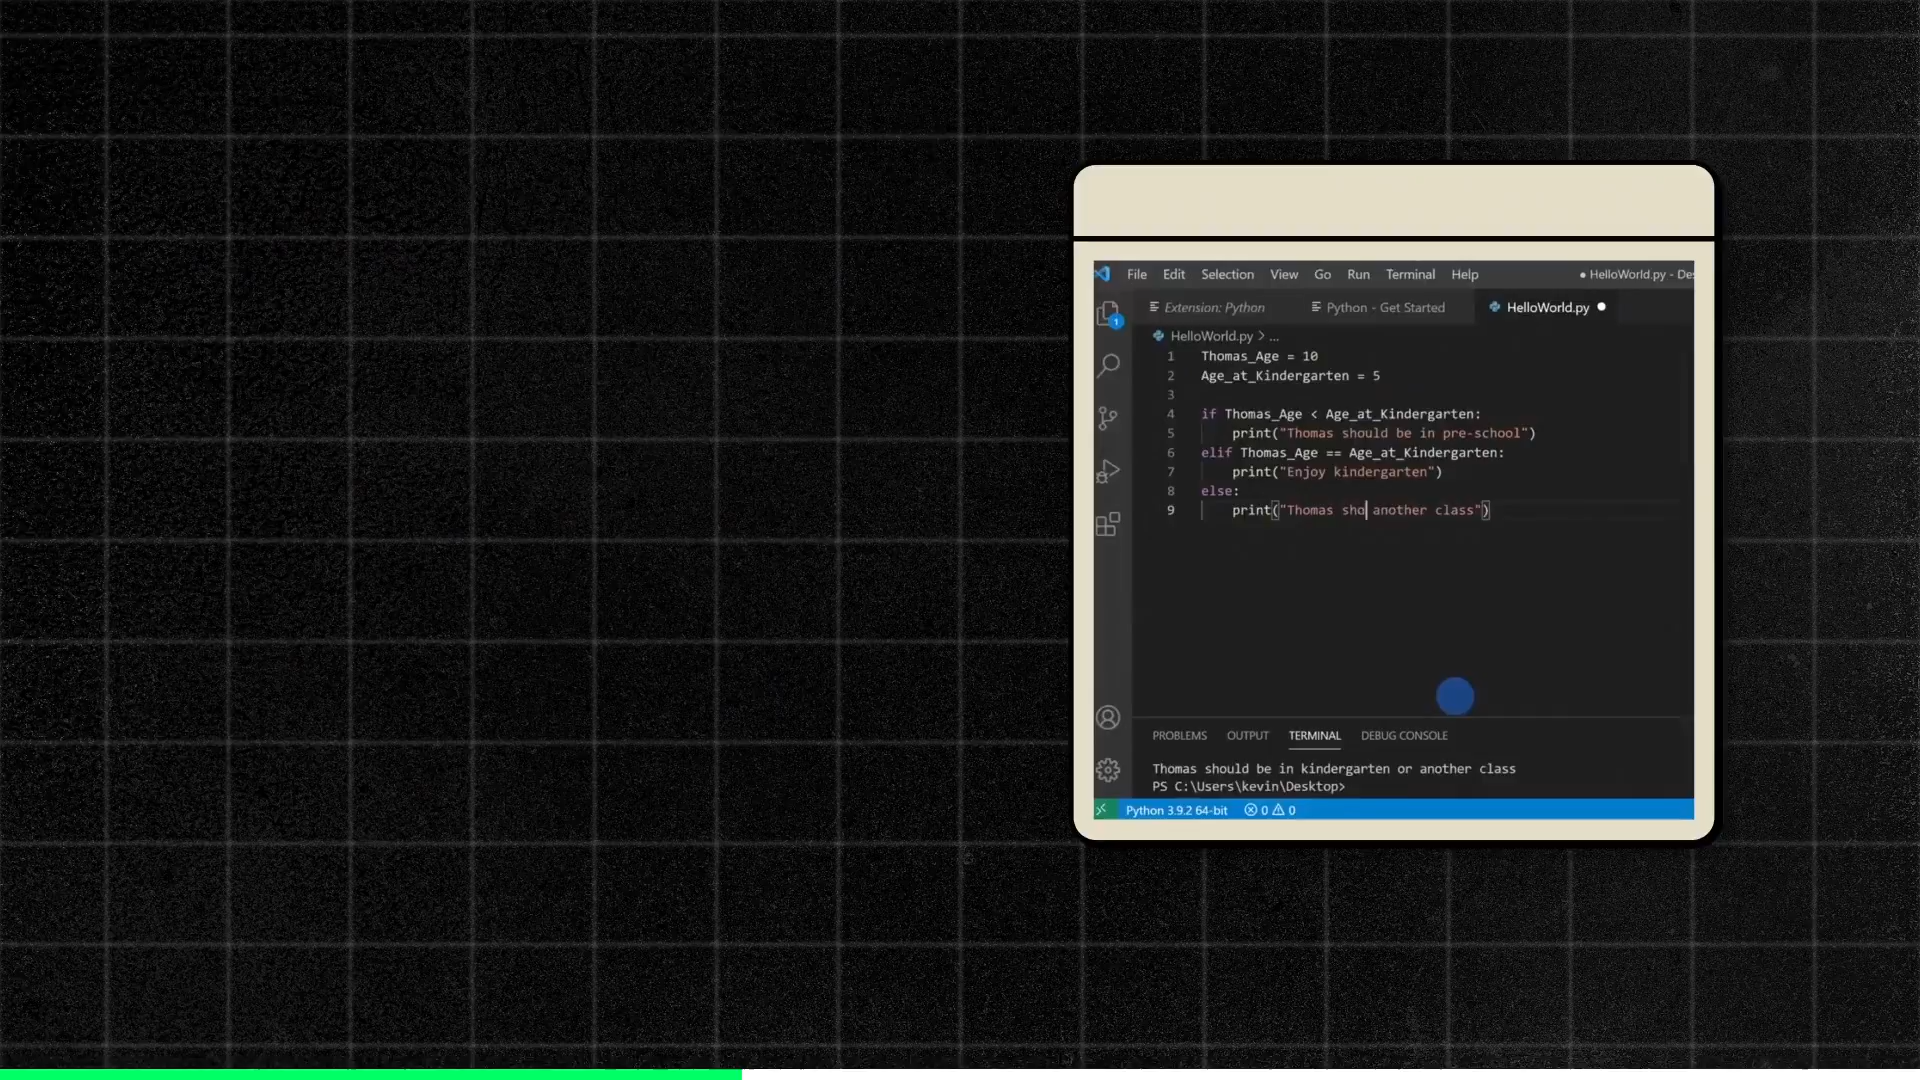 File Edit Selection View Go Run Terminal Help ● HelloWorld.py - Des
Extension: Python Python - Get Started HelloWorld.py ●
1
HelloWorld.py > ...
1 Thomas_Age = 10
2 Age_at_Kindergarten = 5
3
4 if Thomas_Age < Age_at_Kindergarten:
5 print("Thomas should be in pre-school")
6 elif Thomas_Age == Age_at_Kindergarten:
7 print("Enjoy kindergarten")
8 else:
9 print("Thomas sho another class")
PROBLEMS OUTPUT TERMINAL DEBUG CONSOLE
Thomas should be in kindergarten or another class
PS C:\Users\kevin\Desktop>
Python 3.9.2 64-bit 0 0